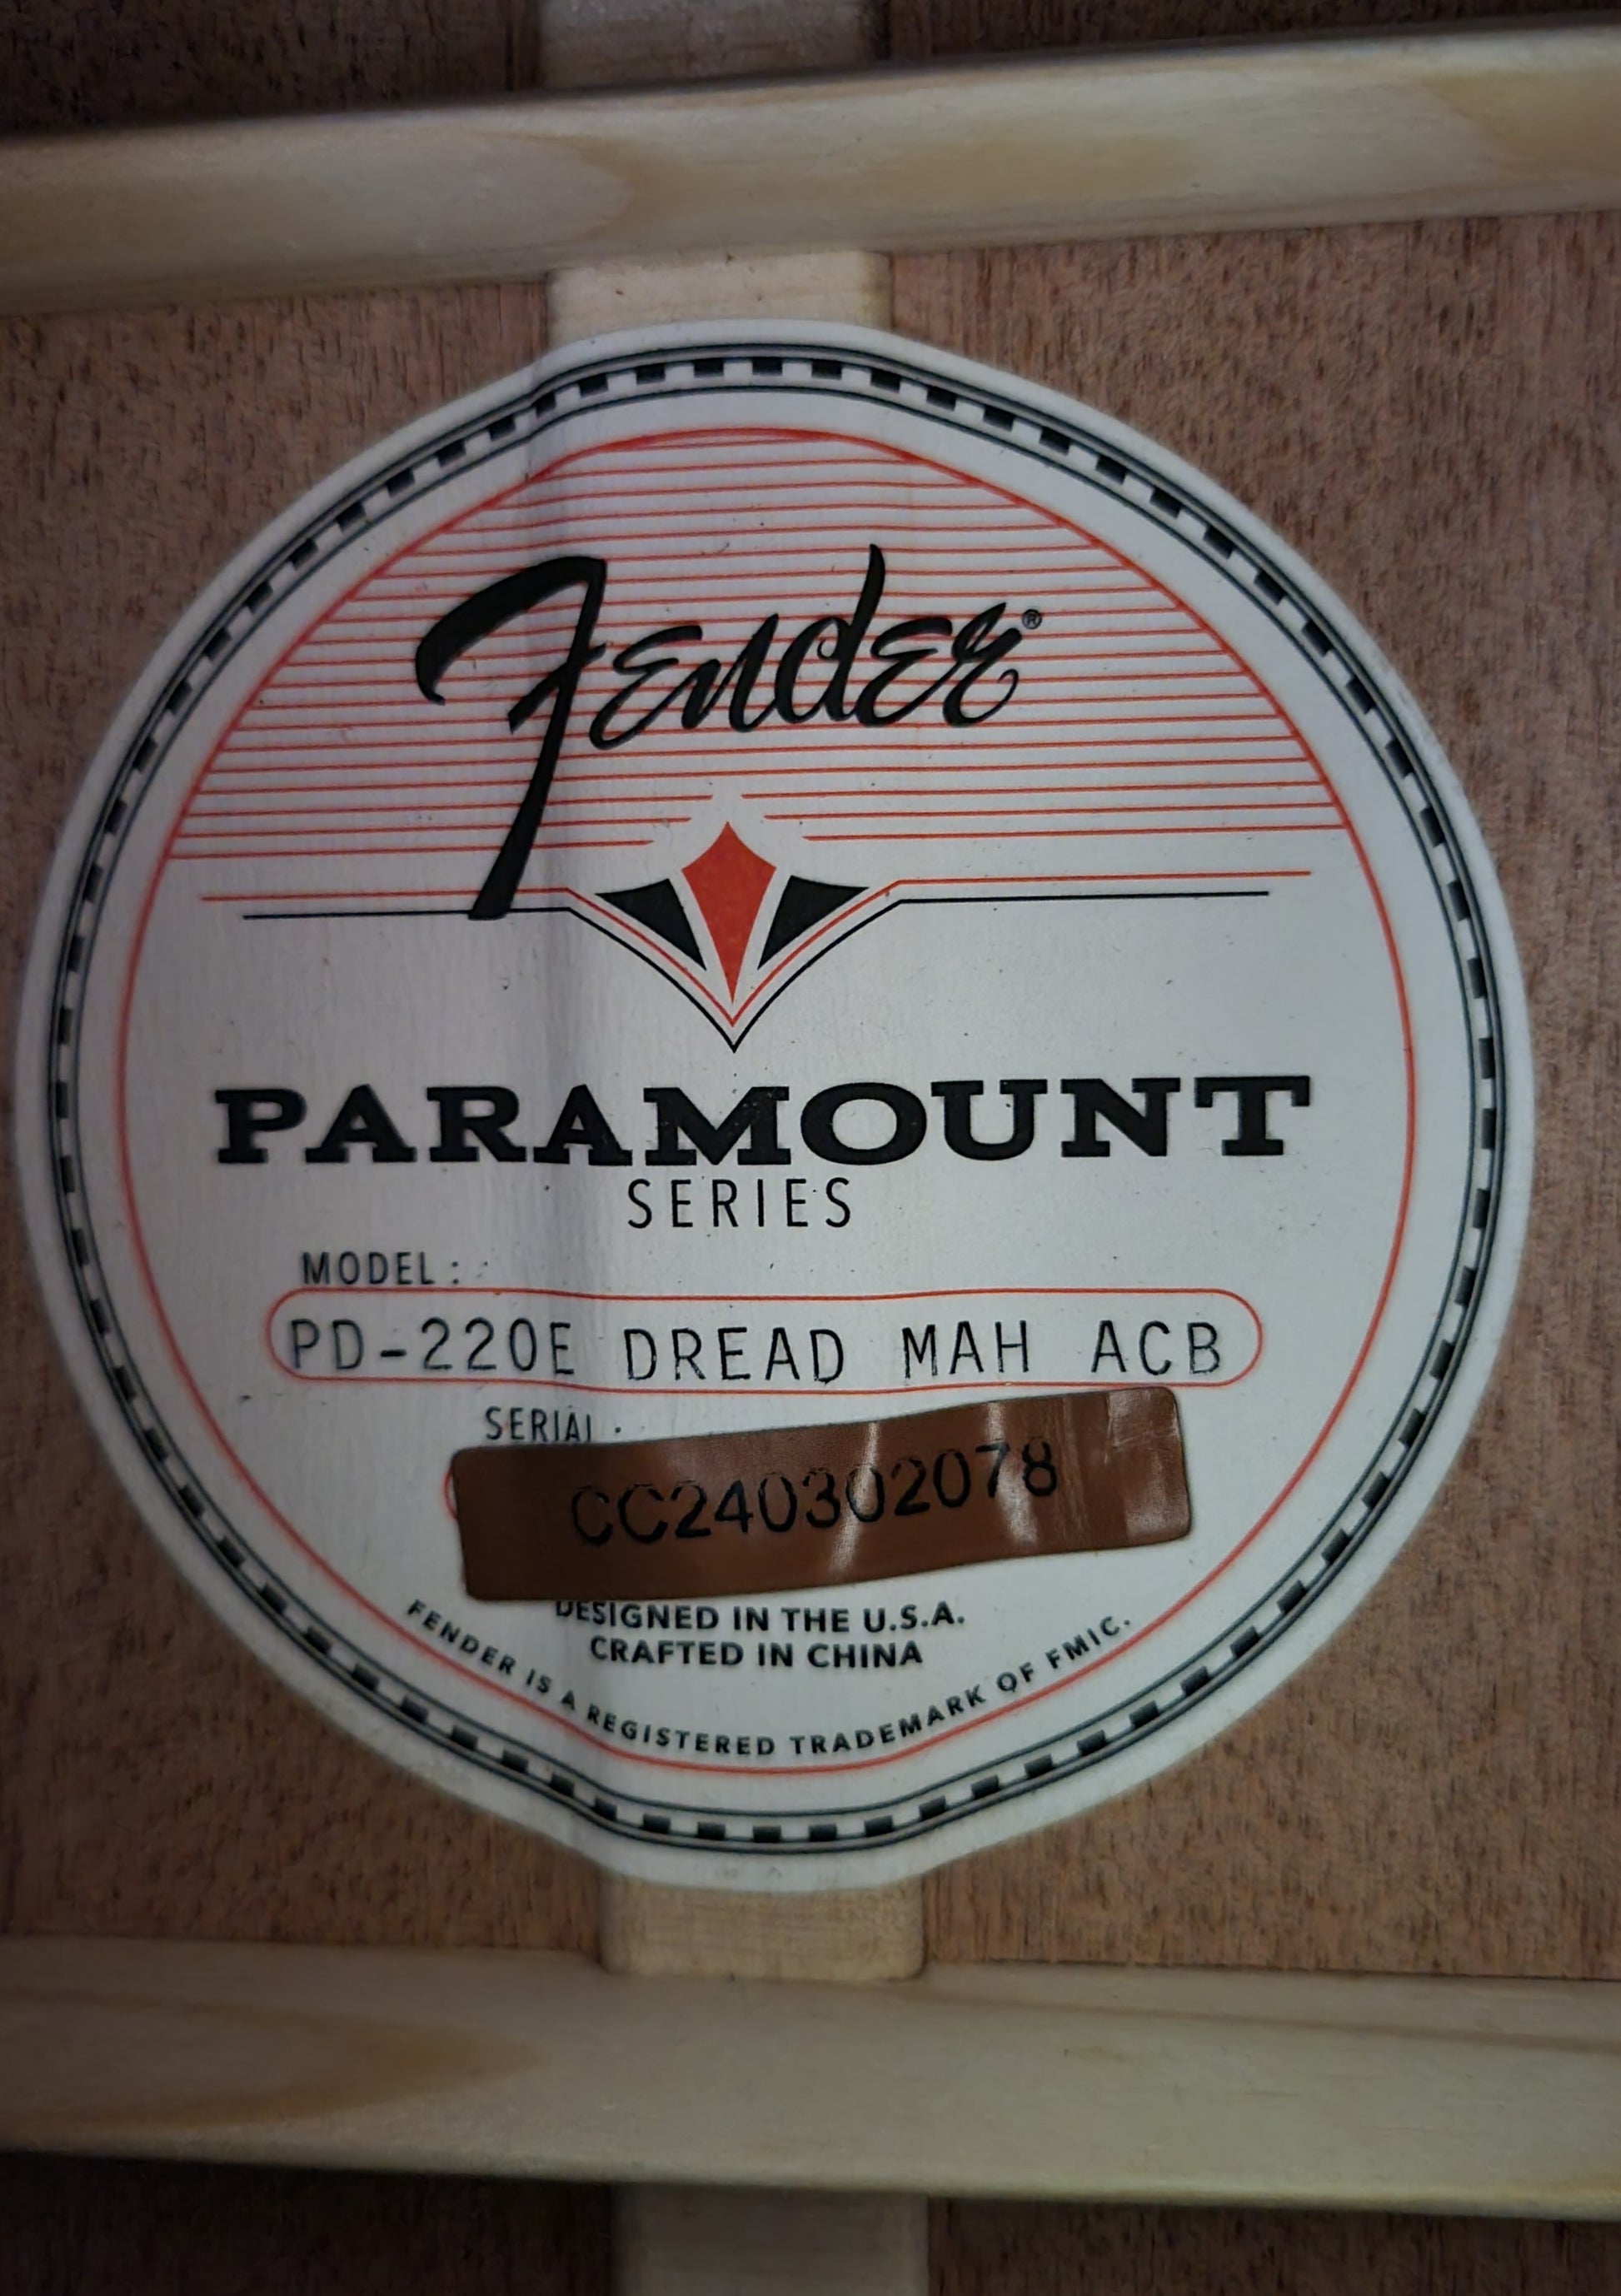 Fender®
PARAMOUNT
SERIES
MODEL:
PD-220E DREAD MAH ACB
SERIAL:
CC240302078
DESIGNED IN THE U.S.A.
CRAFTED IN CHINA
FENDER IS A REGISTERED TRADEMARK OF FMIC.